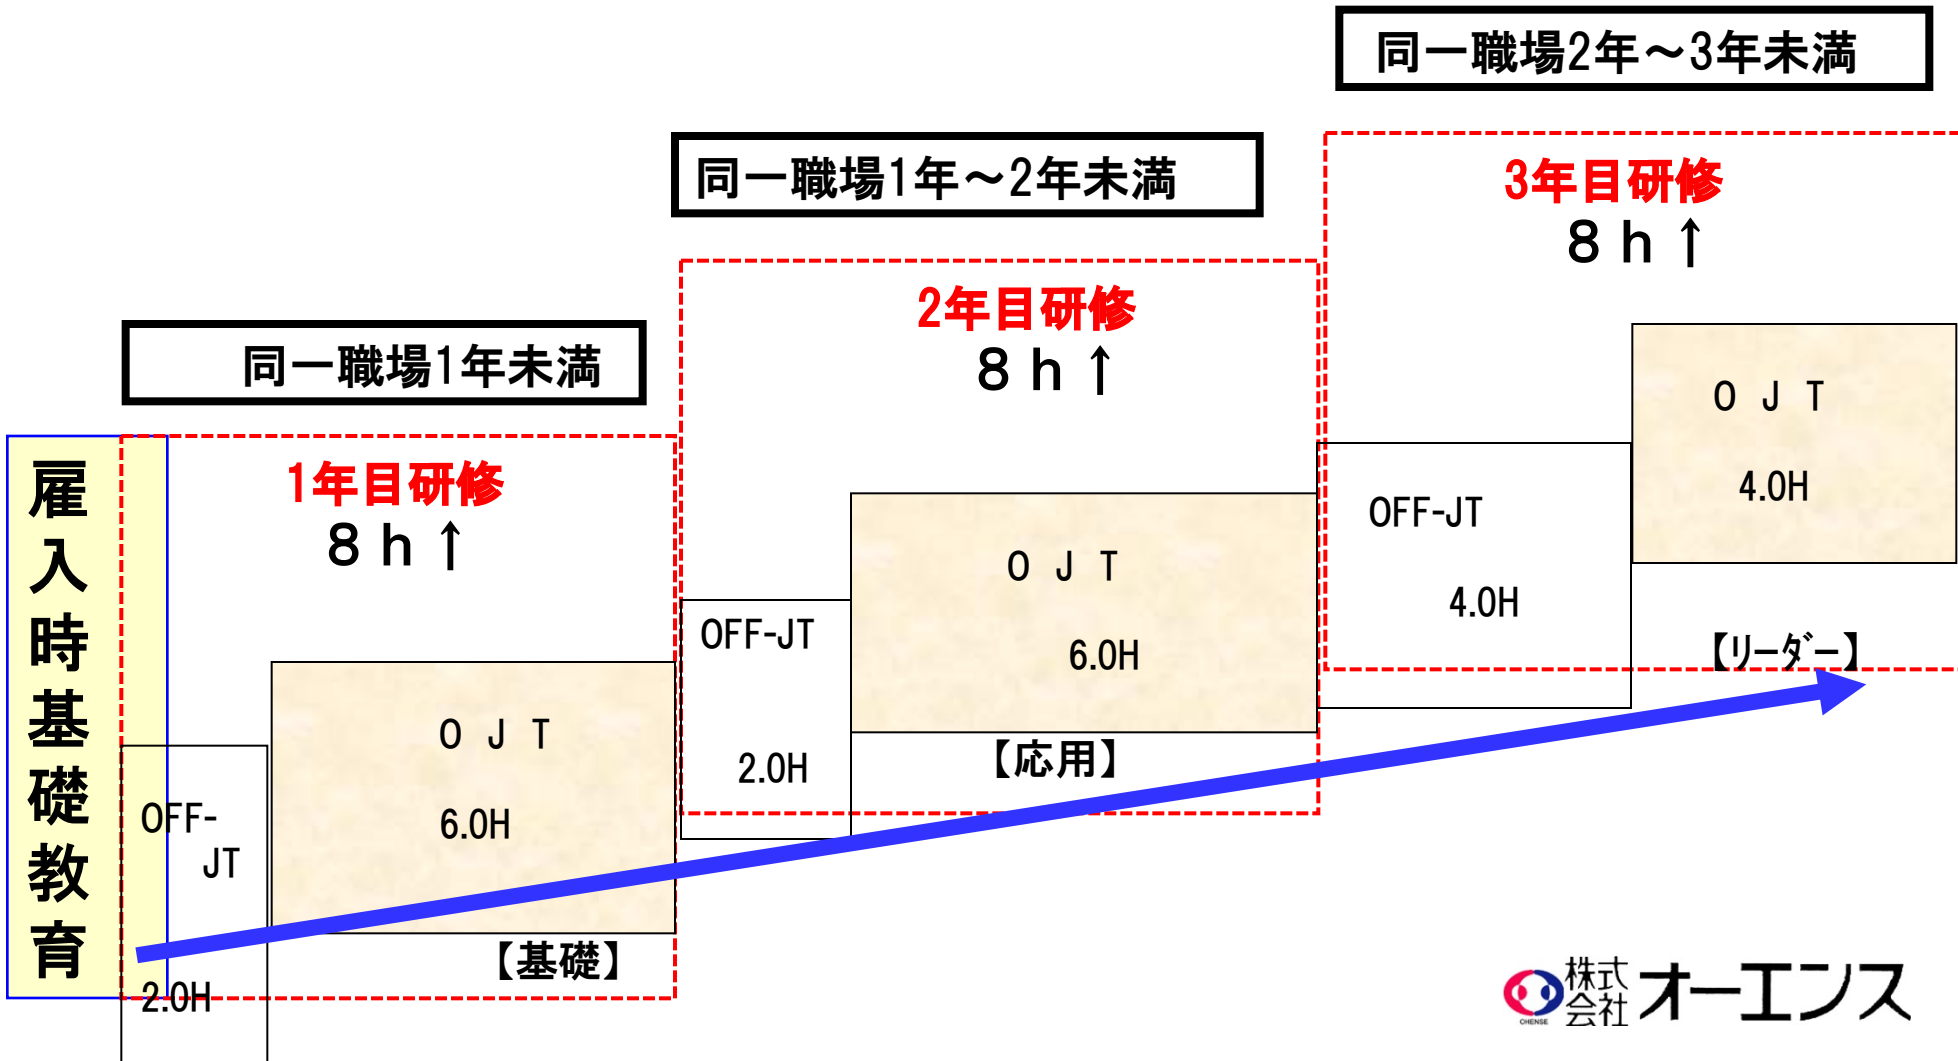 同一職場2年～3年未満
3年目研修
８ｈ↑
ＯＪＴ
4.0H
OFF-JT
4.0H
【リーダー】
同一職場1年～2年未満
2年目研修
８ｈ↑
OFF-JT
2.0H
ＯＪＴ
6.0H
【応用】
同一職場1年未満
1年目研修
８ｈ↑
雇入時基礎教育
OFF-
JT
2.0H
ＯＪＴ
6.0H
【基礎】
CHENSE
株式会社オーエンス